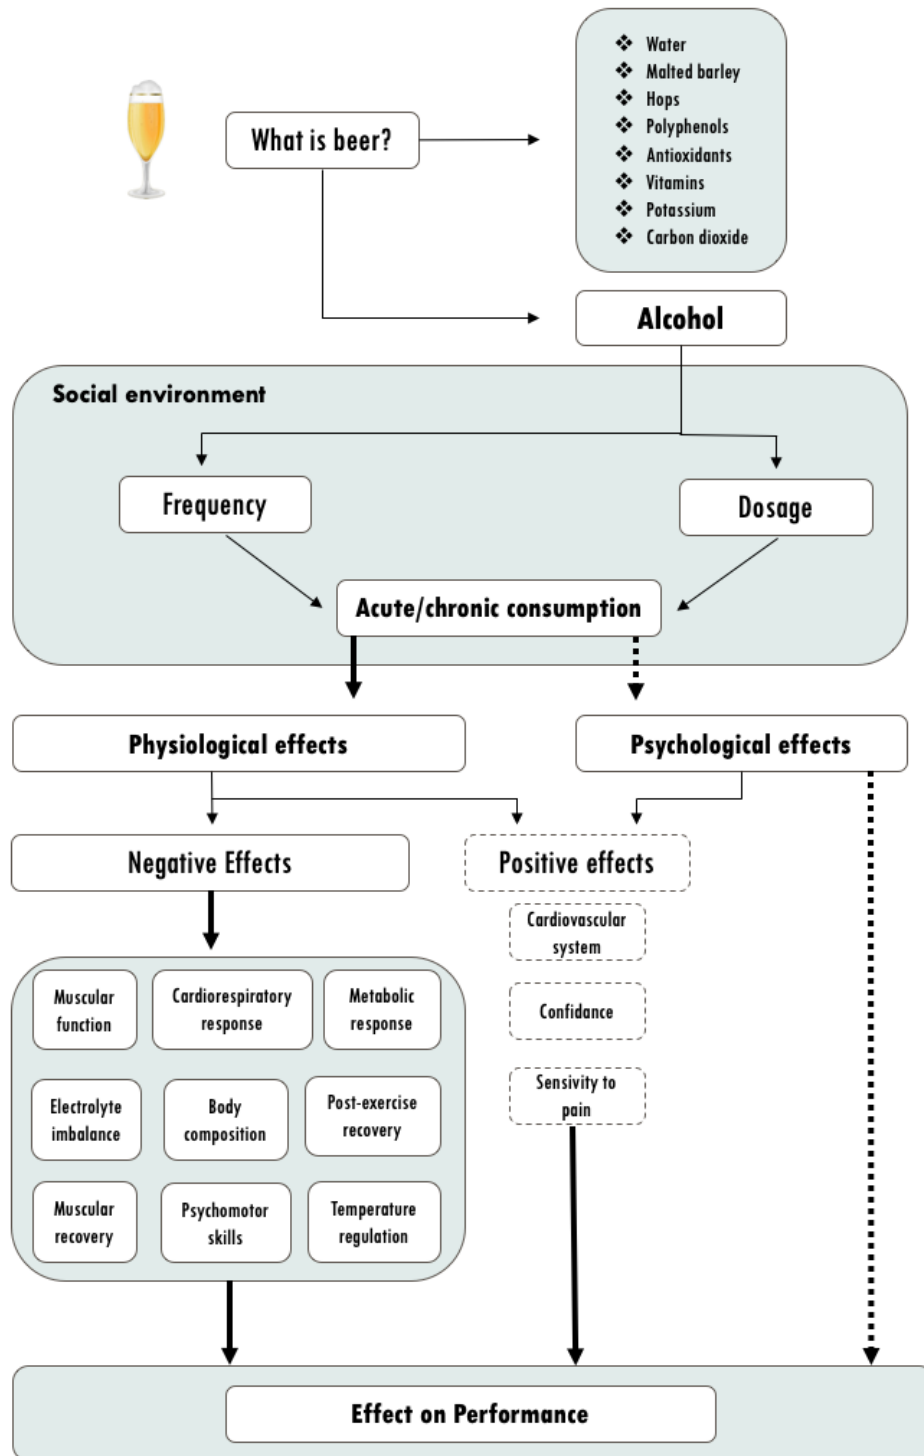 Water
Malted barley
Hops
Polyphenols
Antioxidants
Vitamins
Potassium
Carbon dioxide
What is beer?
Alcohol
Social environment
Frequency
Dosage
Acute/chronic consumption
Physiological effects
Psychological effects
Negative Effects
Positive effects
Cardiovascular
system
Confidance
Sensivity to
pain
Muscular
function
Cardiorespiratory
response
Metabolic
response
Electrolyte
imbalance
Body
composition
Post-exercise
recovery
Muscular
recovery
Psychomotor
skills
Temperature
regulation
Effect on Performance